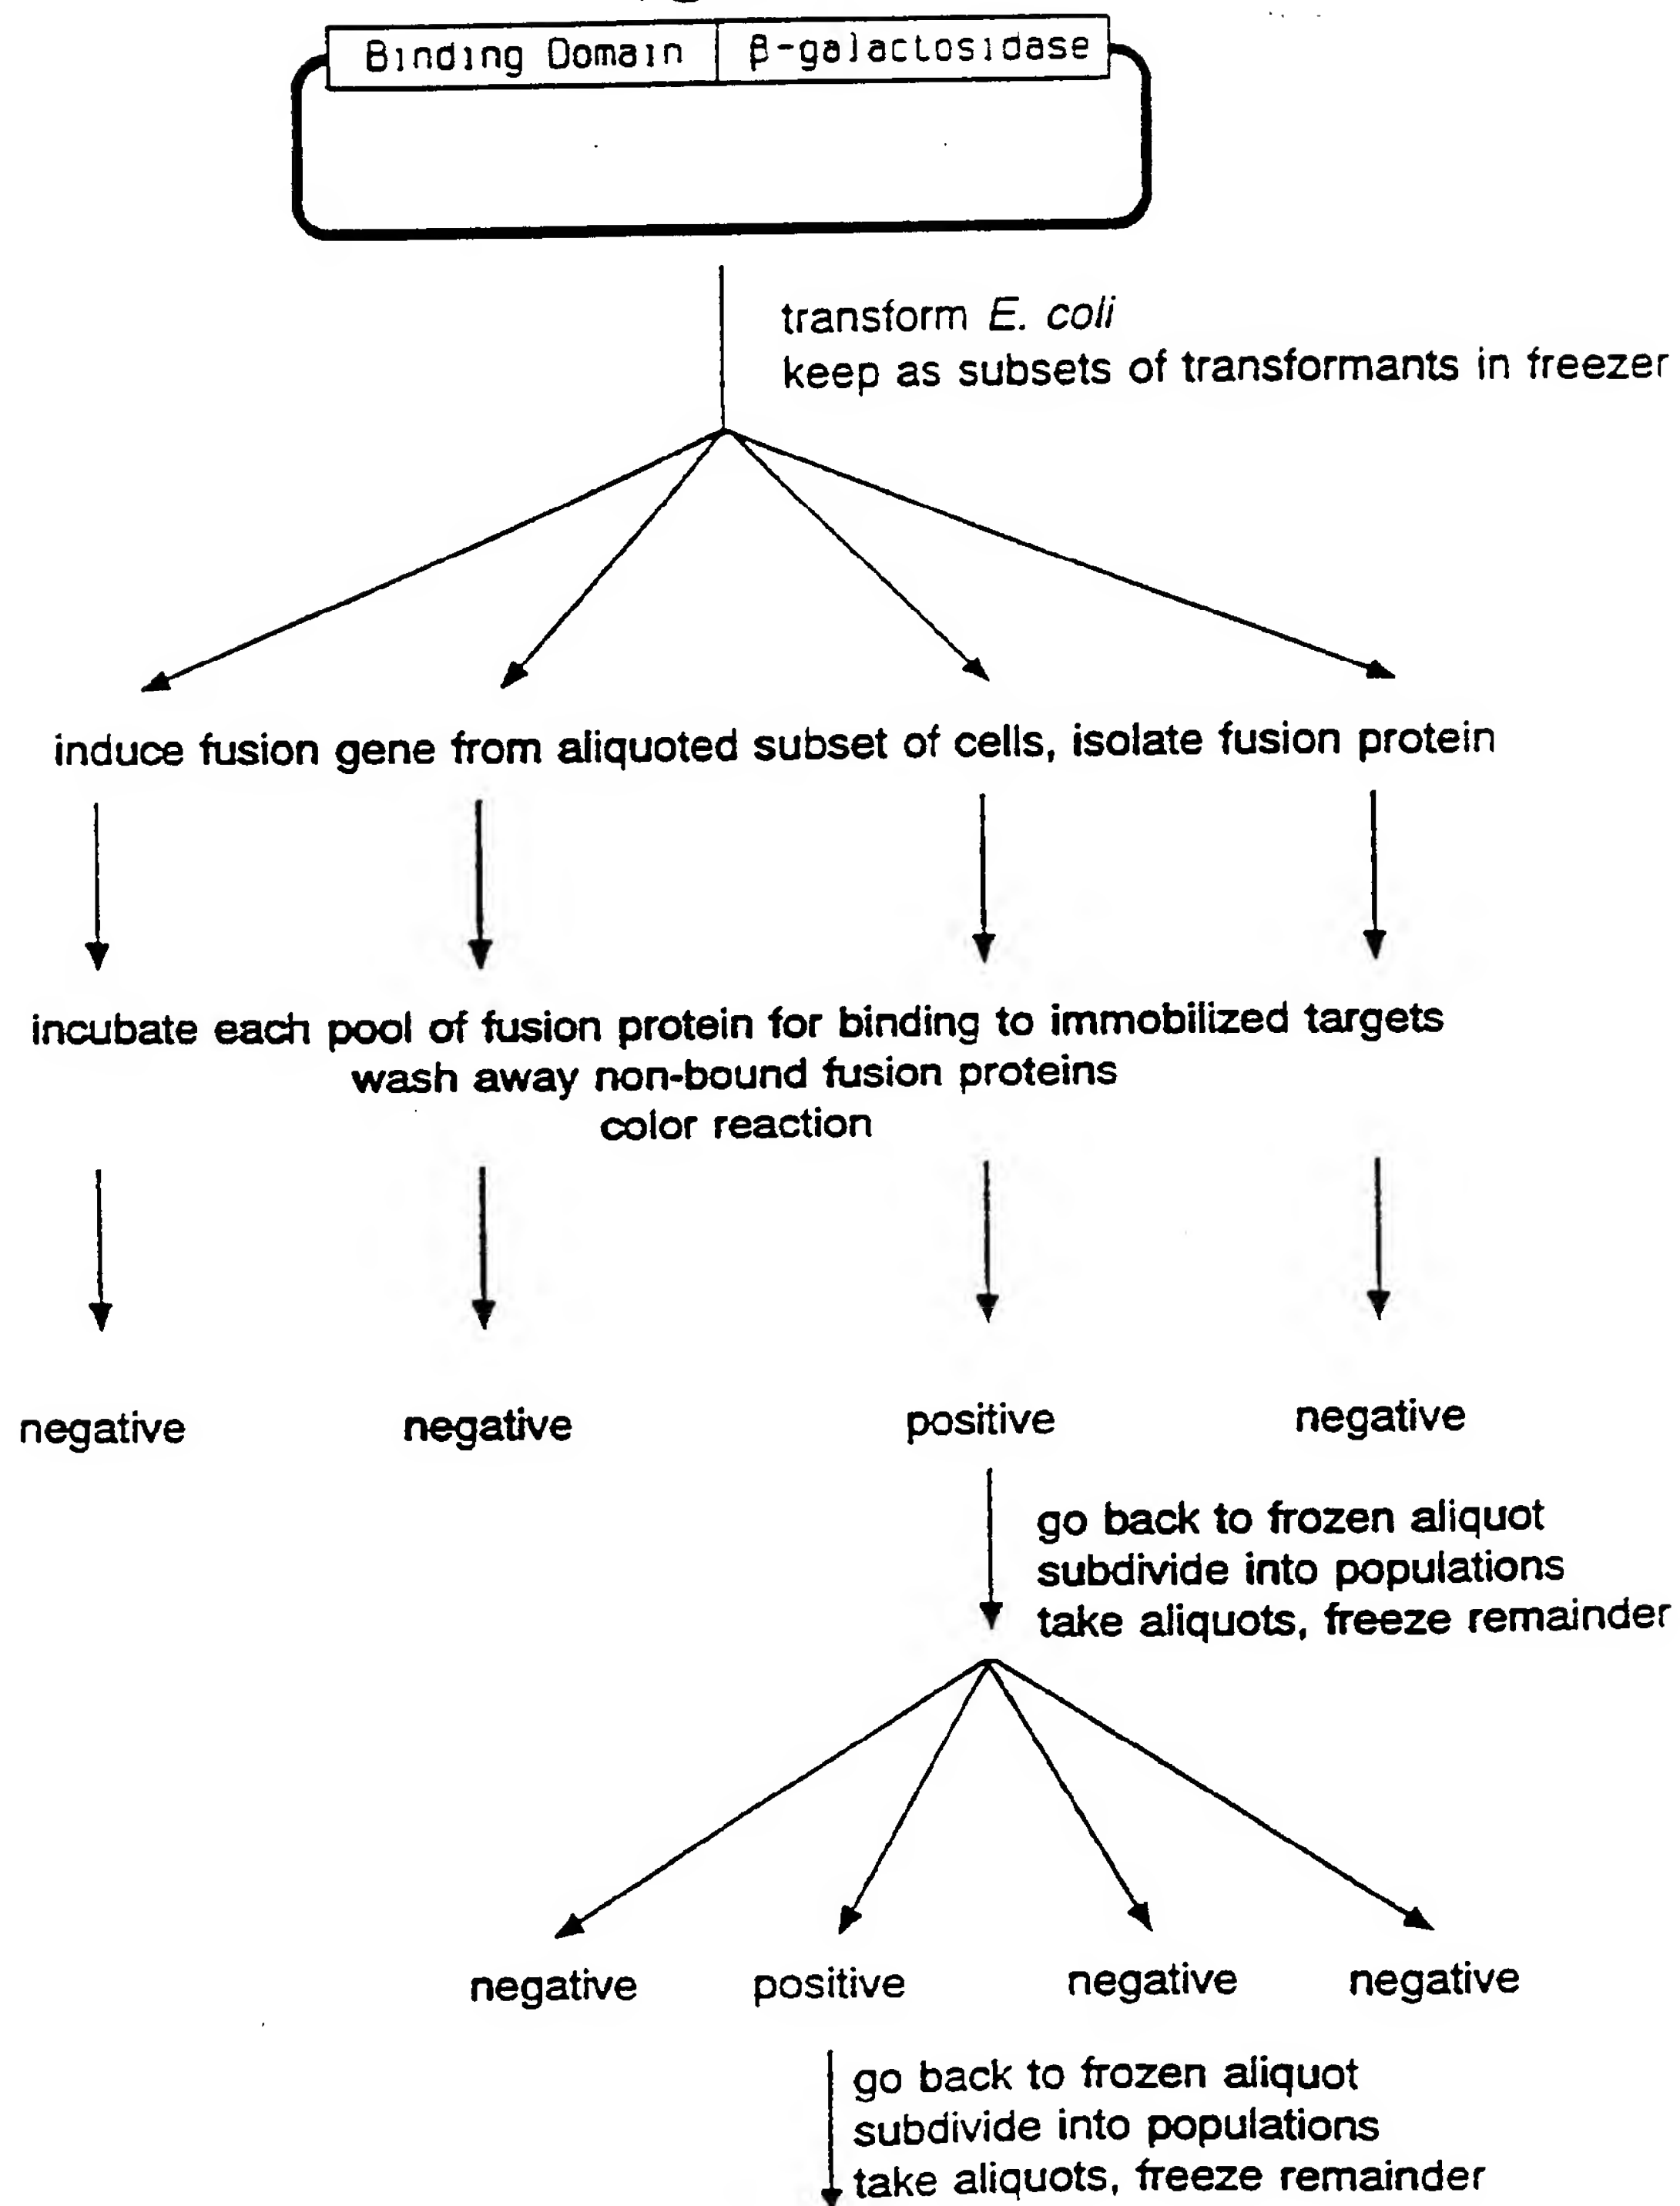 Binding Domain β-galactosidase
transform E. coli
keep as subsets of transformants in freezer
induce fusion gene from aliquoted subset of cells, isolate fusion protein
incubate each pool of fusion protein for binding to immobilized targets
wash away non-bound fusion proteins
color reaction
negative negative positive negative
go back to frozen aliquot
subdivide into populations
take aliquots, freeze remainder
negative positive negative negative
go back to frozen aliquot
subdivide into populations
take aliquots, freeze remainder